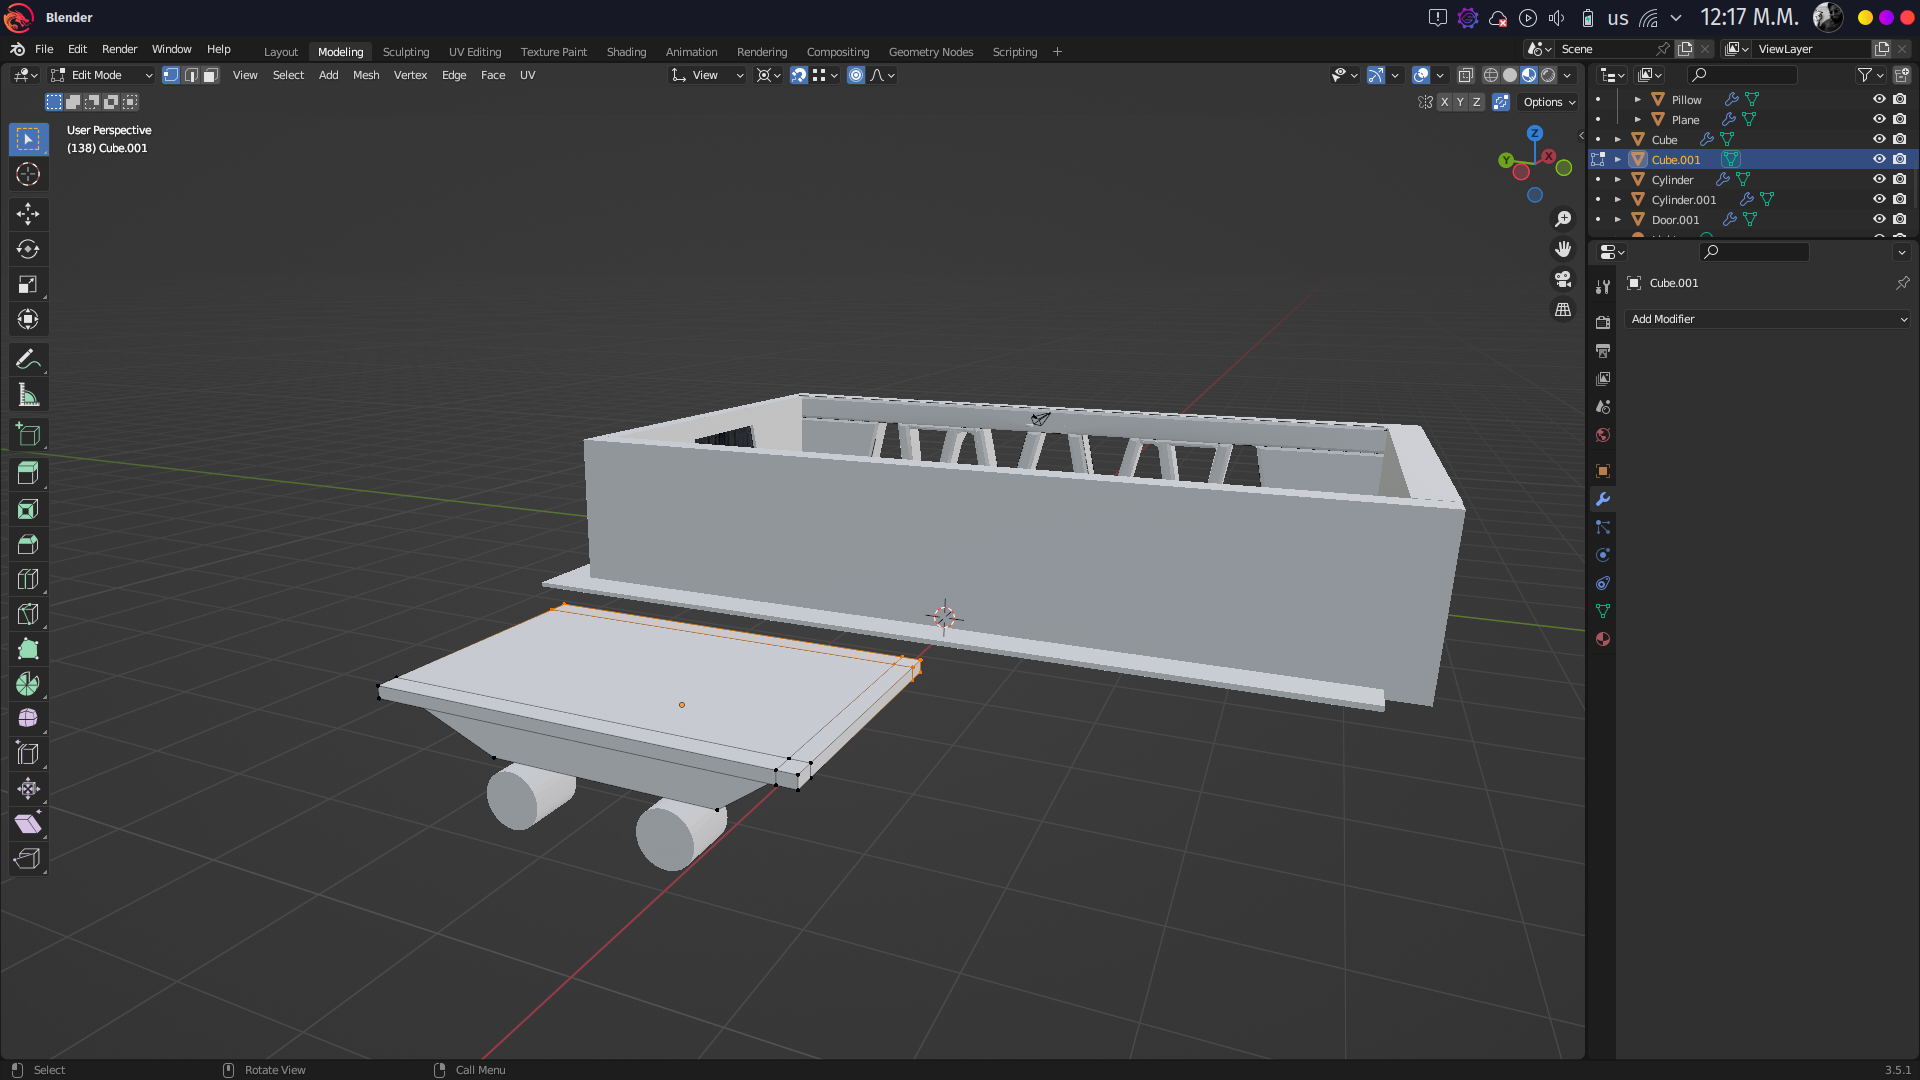 Blender
us
12:17 M.M.
File Edit Render Window Help
Layout Modeling Sculpting UV Editing Texture Paint Shading Animation Rendering Compositing Geometry Nodes Scripting +
Scene
ViewLayer
Edit Mode
View Select Add Mesh Vertex Edge Face UV
View
X Y Z
Options
User Perspective
(138) Cube.001
Z
Y
X
Pillow
Plane
Cube
Cube.001
Cylinder
Cylinder.001
Door.001
Cube.001
Add Modifier
Select
Rotate View
Call Menu
3.5.1